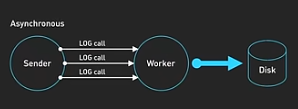 Asynchronous
LOG call
LOG call
LOG call
Sender
Worker
Disk